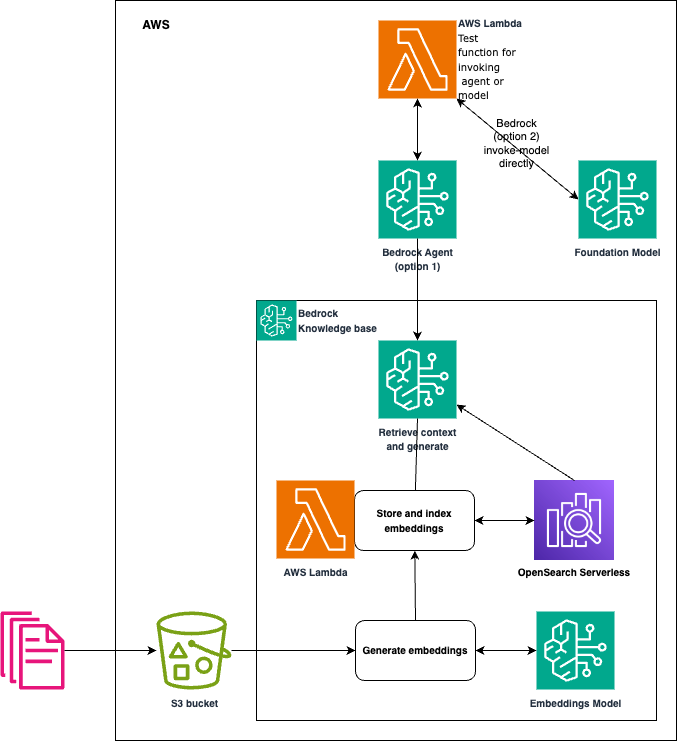 AWS
AWS Lambda
Test
function for
invoking
agent or
model
Bedrock
(option 2)
invoke-model
directly
Bedrock Agent
(option 1)
Foundation Model
Bedrock
Knowledge base
Retrieve context
and generate
Store and index
embeddings
AWS Lambda
OpenSearch Serverless
Generate embeddings
S3 bucket
Embeddings Model